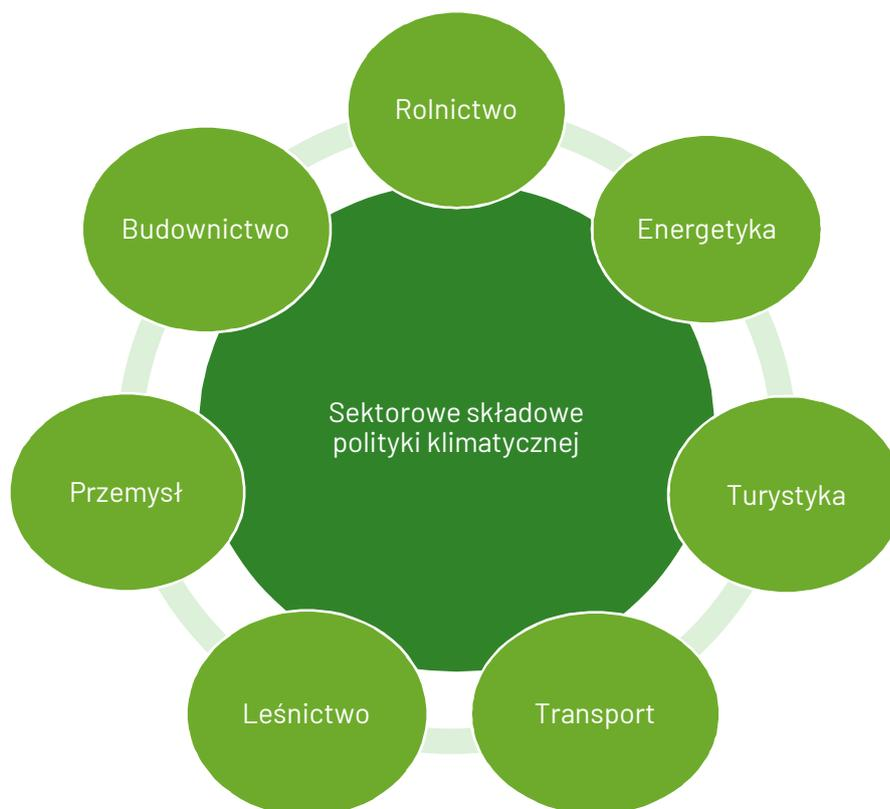 Rolnictwo
Budownictwo
Energetyka
Sektorowe składowe
polityki klimatycznej
Przemysł
Turystyka
Leśnictwo
Transport